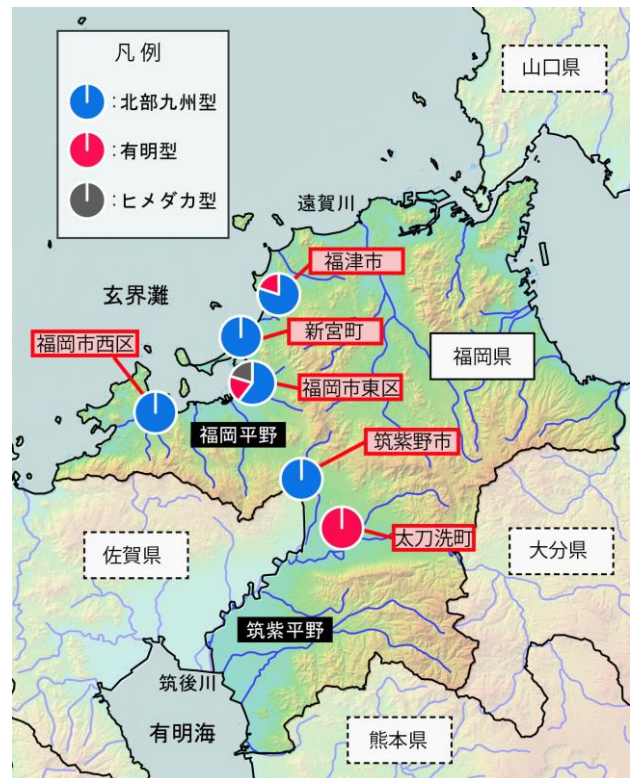 凡例
:北部九州型
:有明型
:ヒメダカ型
山口県
遠賀川
福津市
玄界灘
新宮町
福岡市西区
福岡県
福岡市東区
福岡平野
筑紫野市
佐賀県
太刀洗町
大分県
筑紫平野
筑後川
有明海
熊本県